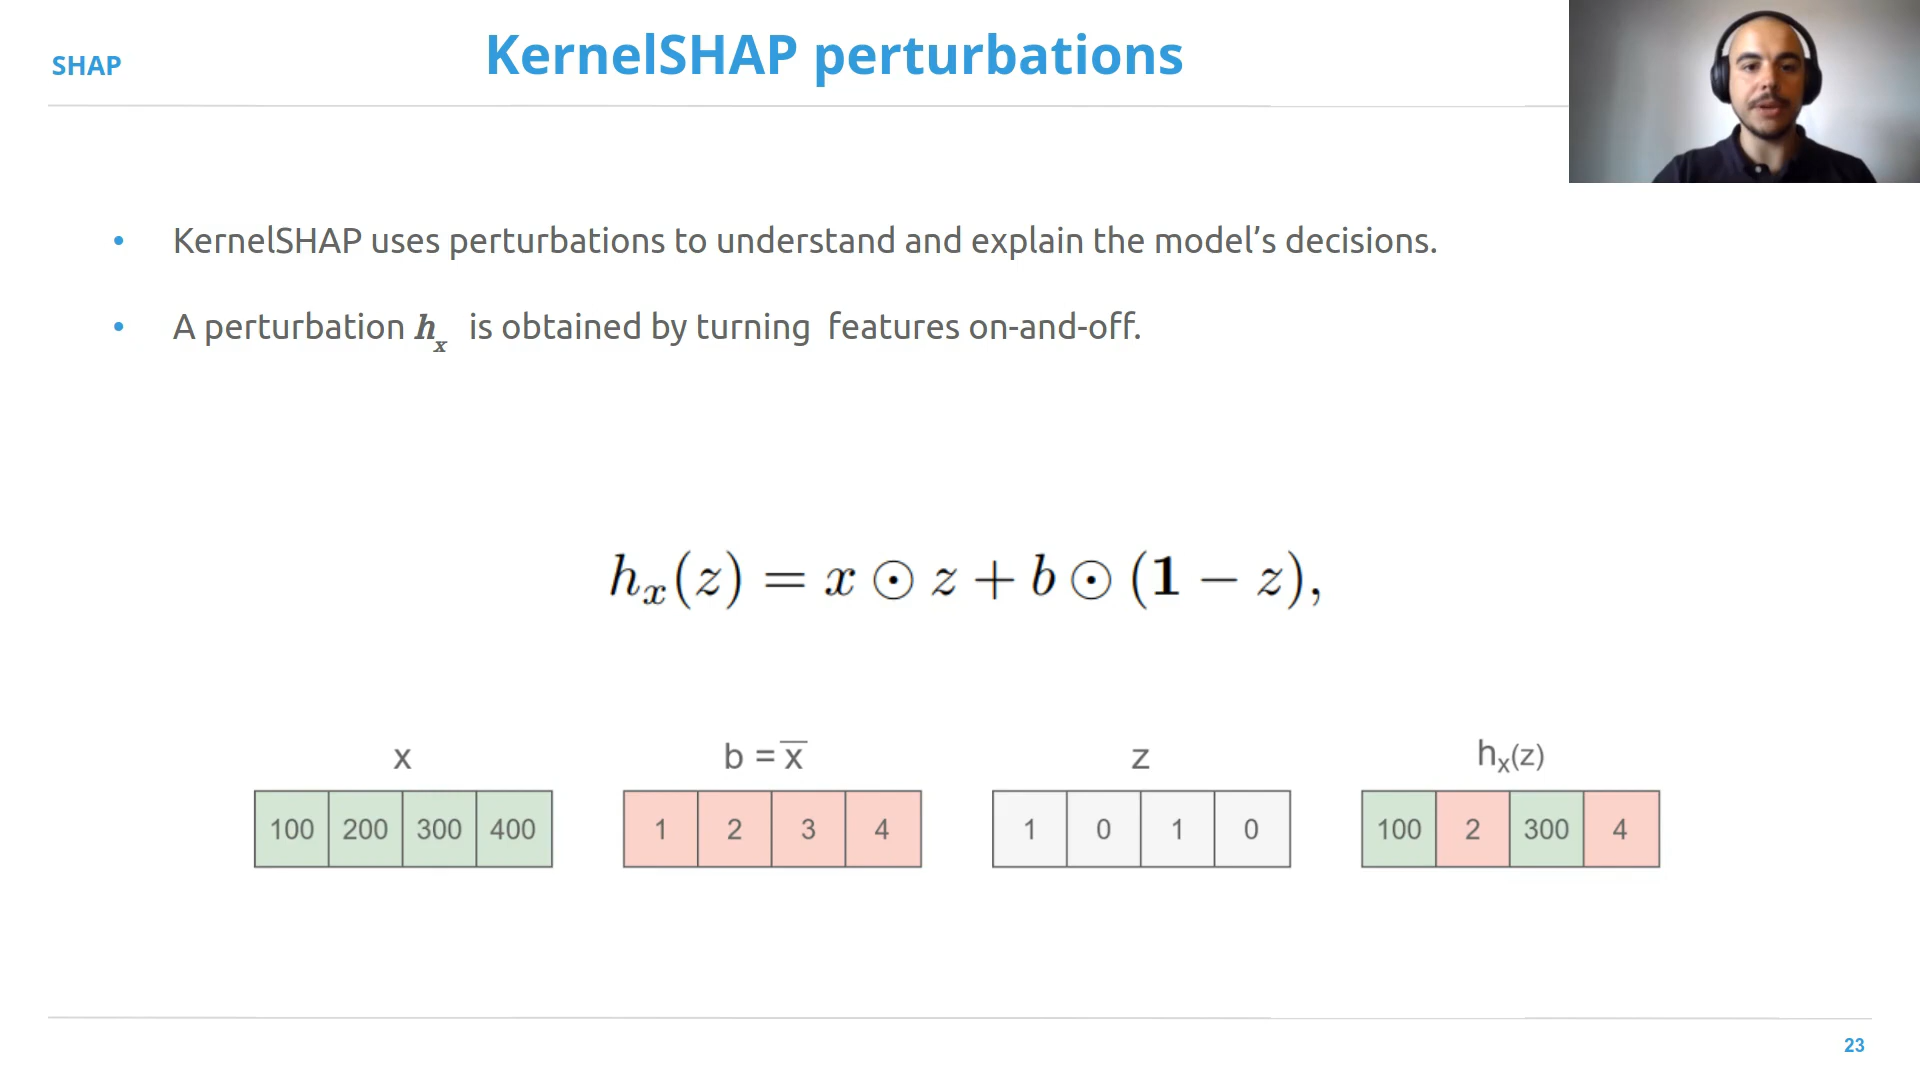 SHAP
KernelSHAP perturbations
• KernelSHAP uses perturbations to understand and explain the model’s decisions.
• A perturbation hₓ is obtained by turning features on-and-off.
hₓ(z) = x ⊙ z + b ⊙ (1 − z),
x b = x̅ z hₓ(z)
100 200 300 400 1 2 3 4 1 0 1 0 100 2 300 4
23